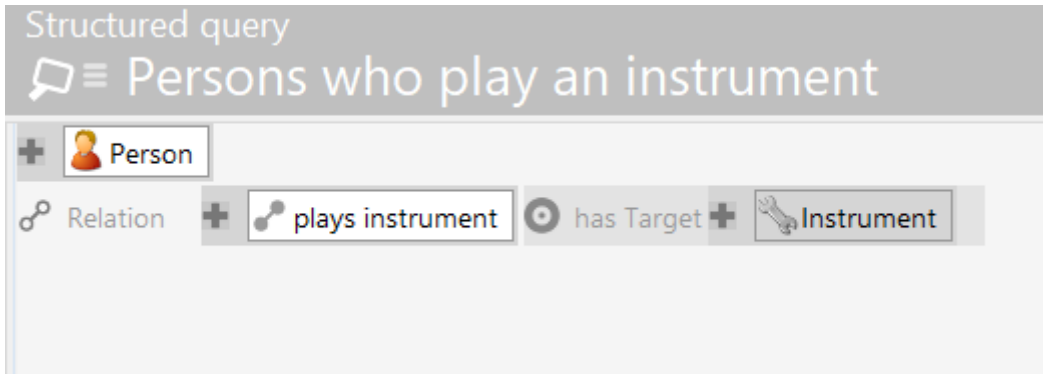 Structured query
Persons who play an instrument
Person
Relation plays instrument has Target Instrument